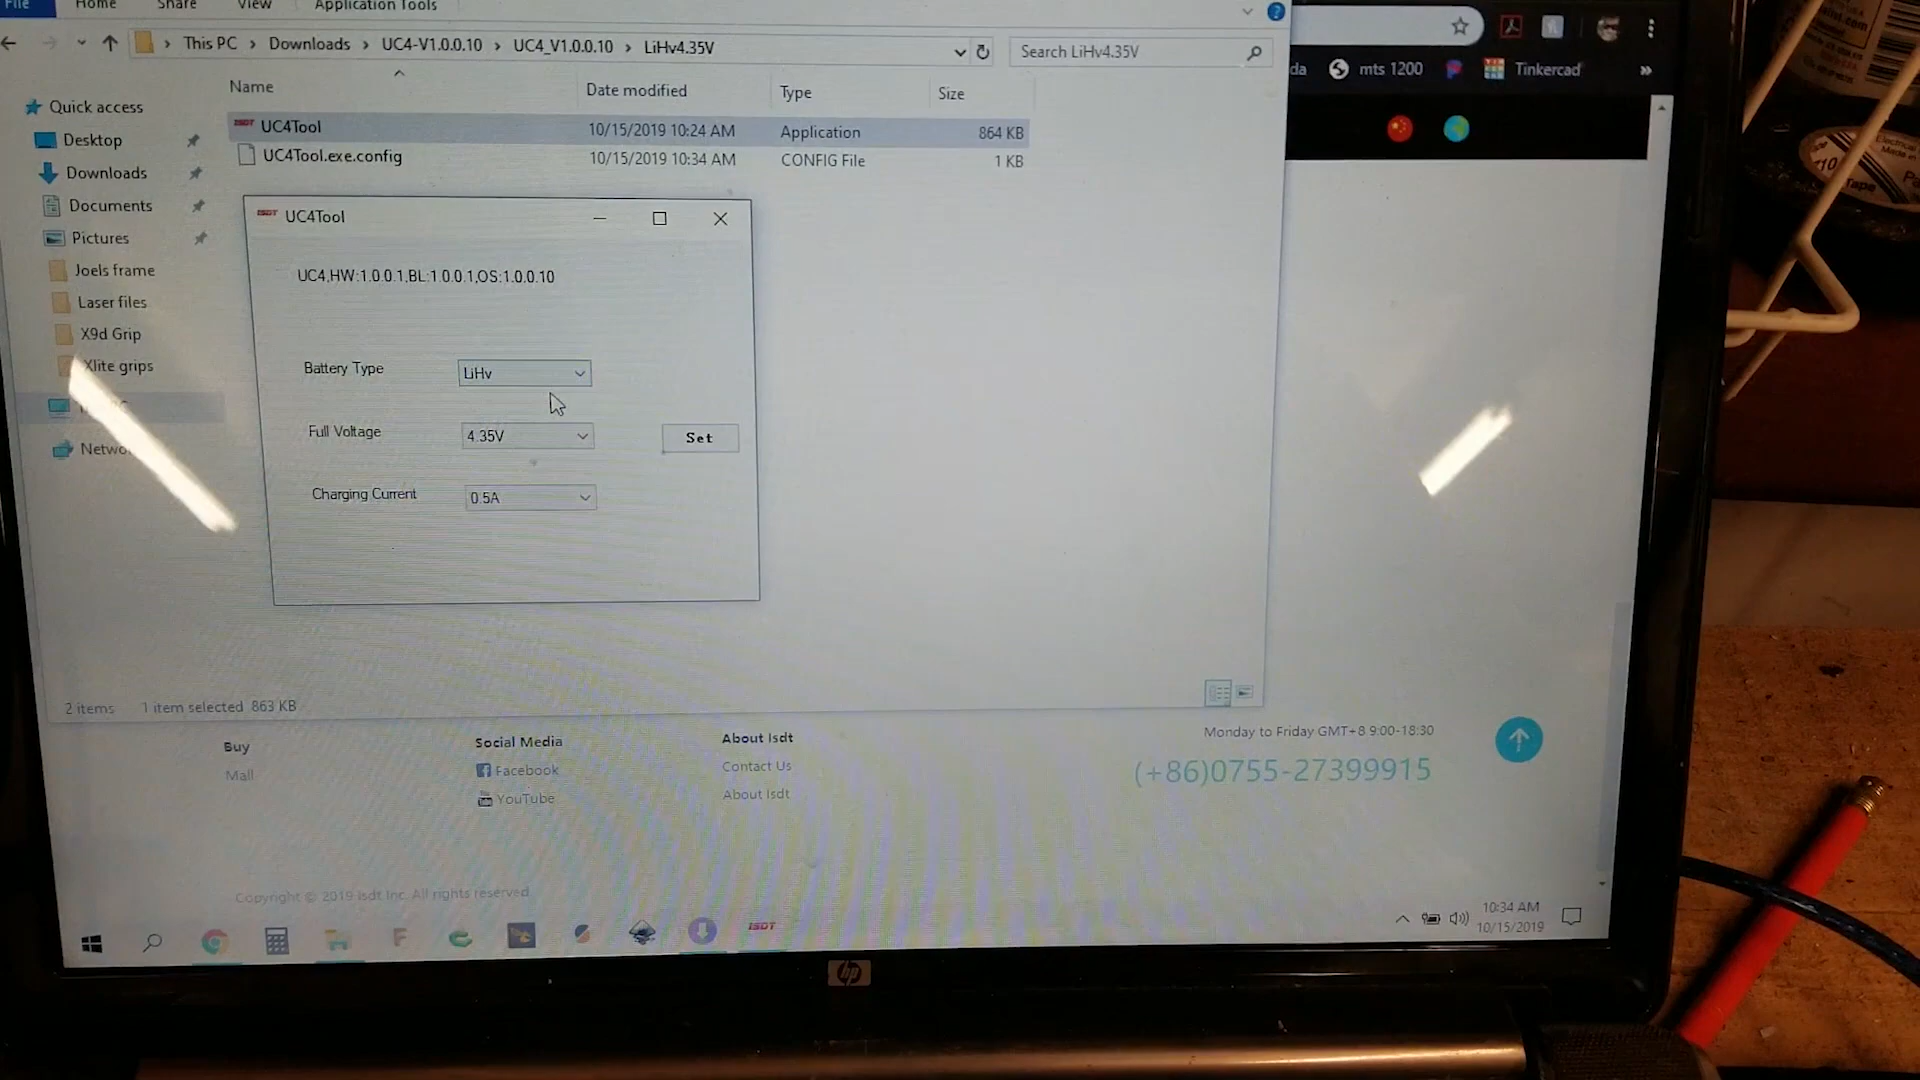 File Home Share View Application Tools
This PC > Downloads > UC4-V1.0.0.10 > UC4_V1.0.0.10 > LiHv4.35V
Search LiHv4.35V
mts 1200
Tinkercad
Name Date modified Type Size
UC4Tool 10/15/2019 10:24 AM Application 864 KB
UC4Tool.exe.config 10/15/2019 10:34 AM CONFIG File 1 KB
Quick access
Desktop
Downloads
Documents
Pictures
Joels frame
Laser files
X9d Grip
Xlite grips
Netwo
ISDT UC4Tool
UC4,HW:1.0.0.1,BL:1.0.0.1,OS:1.0.0.10
Battery Type LiHv
Full Voltage 4.35V Set
Charging Current 0.5A
2 items 1 item selected 863 KB
Buy
Mall
Social Media
Facebook
YouTube
About Isdt
Contact Us
About Isdt
Monday to Friday GMT+8 9:00-18:30
(+86)0755-27399915
Copyright © 2019 isdt Inc. All rights reserved
ISDT
10:34 AM
10/15/2019
hp
Tape